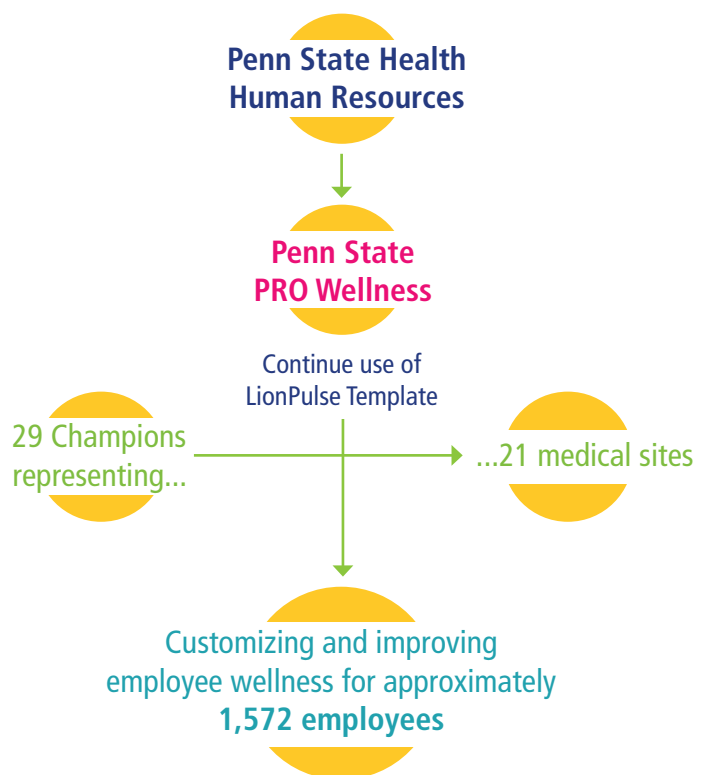 Penn State Health
Human Resources
Penn State
PRO Wellness
Continue use of
LionPulse Template
29 Champions
representing...
...21 medical sites
Customizing and improving
employee wellness for approximately
1,572 employees